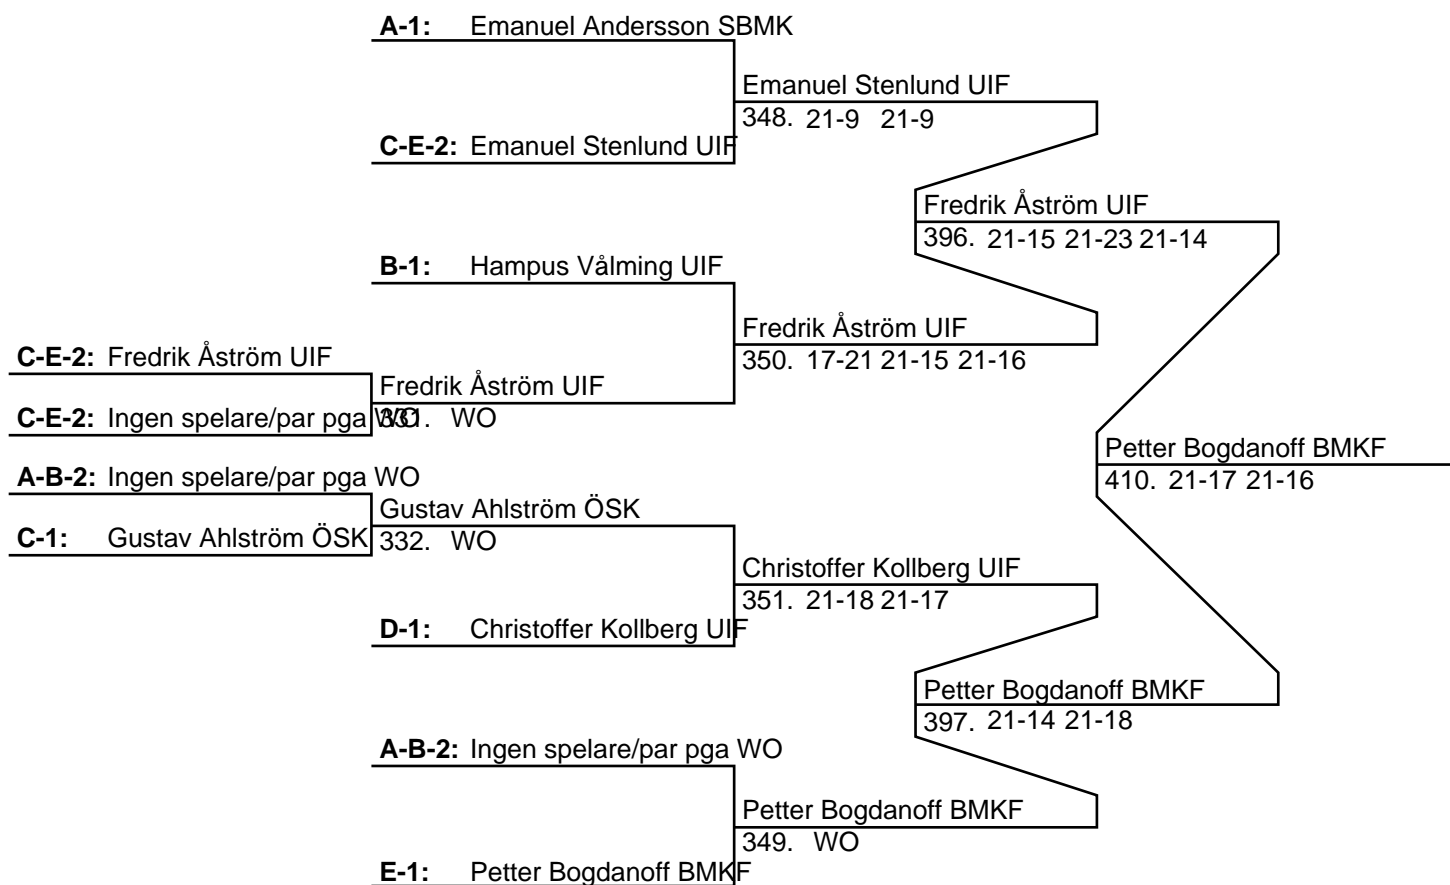 A-1: Emanuel Andersson SBMK
Emanuel Stenlund UIF
348. 21-9 21-9
C-E-2: Emanuel Stenlund UIF
Fredrik Åström UIF
396. 21-15 21-23 21-14
B-1: Hampus Vålming UIF
Fredrik Åström UIF
350. 17-21 21-15 21-16
C-E-2: Fredrik Åström UIF
Fredrik Åström UIF
C-E-2: Ingen spelare/par pga WO
331. WO
Petter Bogdanoff BMKF
410. 21-17 21-16
A-B-2: Ingen spelare/par pga WO
Gustav Ahlström ÖSK
C-1: Gustav Ahlström ÖSK
332. WO
Christoffer Kollberg UIF
351. 21-18 21-17
D-1: Christoffer Kollberg UIF
Petter Bogdanoff BMKF
397. 21-14 21-18
A-B-2: Ingen spelare/par pga WO
Petter Bogdanoff BMKF
349. WO
E-1: Petter Bogdanoff BMKF